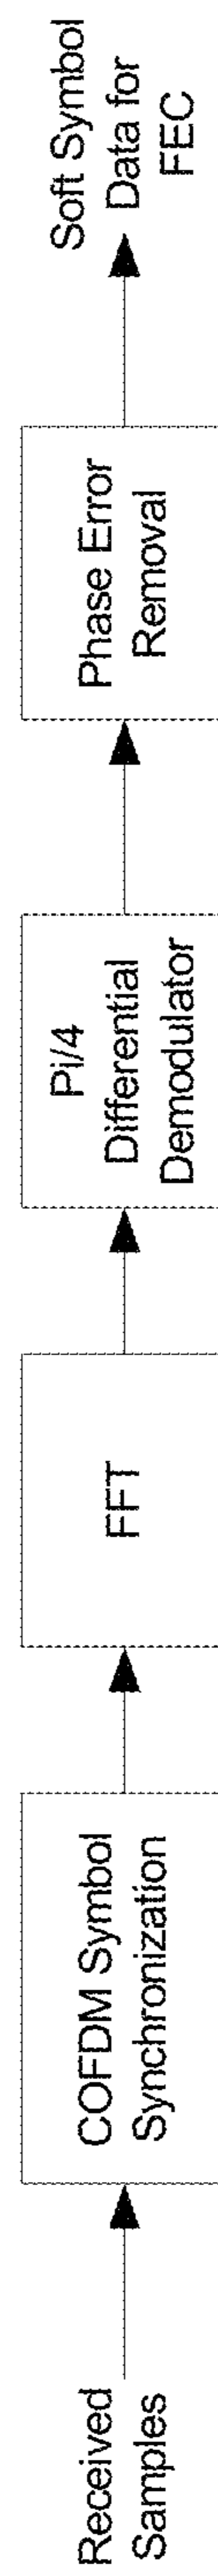 Received
Samples
COFDM Symbol
Synchronization
FFT
Pi/4
Differential
Demodulator
Phase Error
Removal
Soft Symbol
Data for
FEC